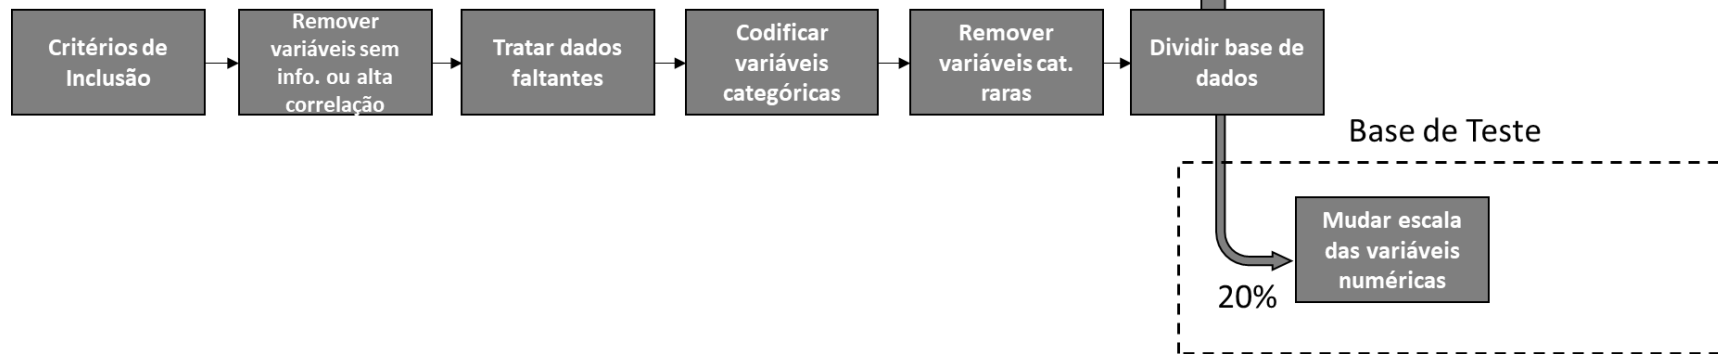 Critérios de
Inclusão
Remover
variáveis sem
info. ou alta
correlação
Tratar dados
faltantes
Codificar
variáveis
categóricas
Remover
variáveis cat.
raras
Dividir base de
dados
Base de Teste
Mudar escala
das variáveis
numéricas
20%